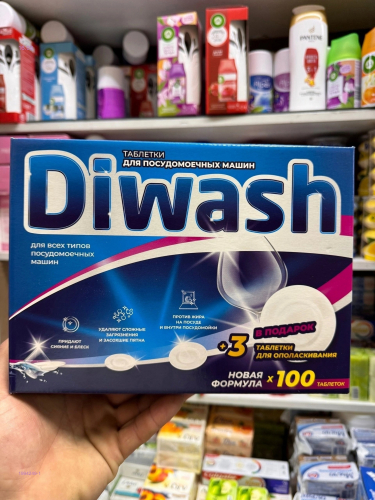 PANTENE
ТАБЛЕТКИ
ДЛЯ ПОСУДОМОЕЧНЫХ МАШИН
Diwash
для всех типов
посудомоечных
машин
ПРИДАЮТ
СИЯНИЕ И БЛЕСК
УДАЛЯЮТ СЛОЖНЫЕ
ЗАГРЯЗНЕНИЯ
И ЗАСОХШИЕ ПЯТНА
ПРОТИВ ЖИРА
НА ПОСУДЕ
И ВНУТРИ ПОСУДОМОЙКИ
В ПОДАРОК
+3 ТАБЛЕТКИ
ДЛЯ ОПОЛАСКИВАНИЯ
НОВАЯ
ФОРМУЛА x 100 ТАБЛЕТОК